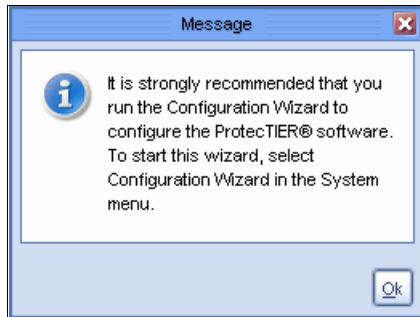 Message
It is strongly recommended that you
run the Configuration Wizard to
configure the ProtecTIER® software.
To start this wizard, select
Configuration Wizard in the System
menu.
Ok